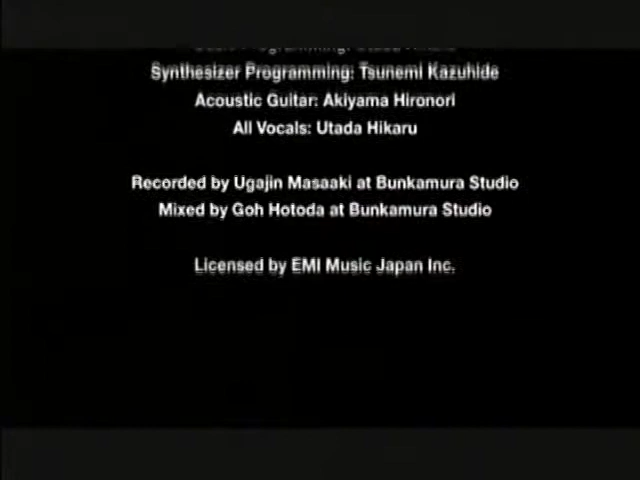 Synthesizer Programming: Tsunemi Kazuhide
Acoustic Guitar: Akiyama Hironori
All Vocals: Utada Hikaru
Recorded by Ugajin Masaaki at Bunkamura Studio
Mixed by Goh Hotoda at Bunkamura Studio
Licensed by EMI Music Japan Inc.